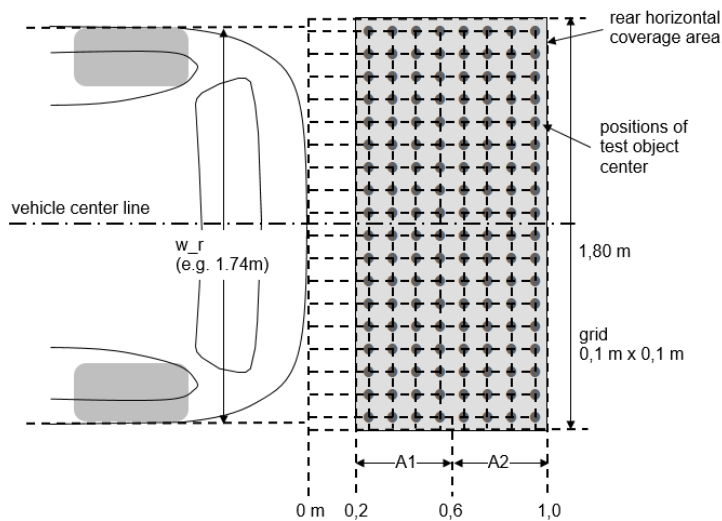 rear horizontal
coverage area
positions of
test object
center
vehicle center line
w_r
(e.g. 1.74m)
1,80 m
grid
0,1 m x 0,1 m
A1
A2
0 m
0,2
0,6
1,0